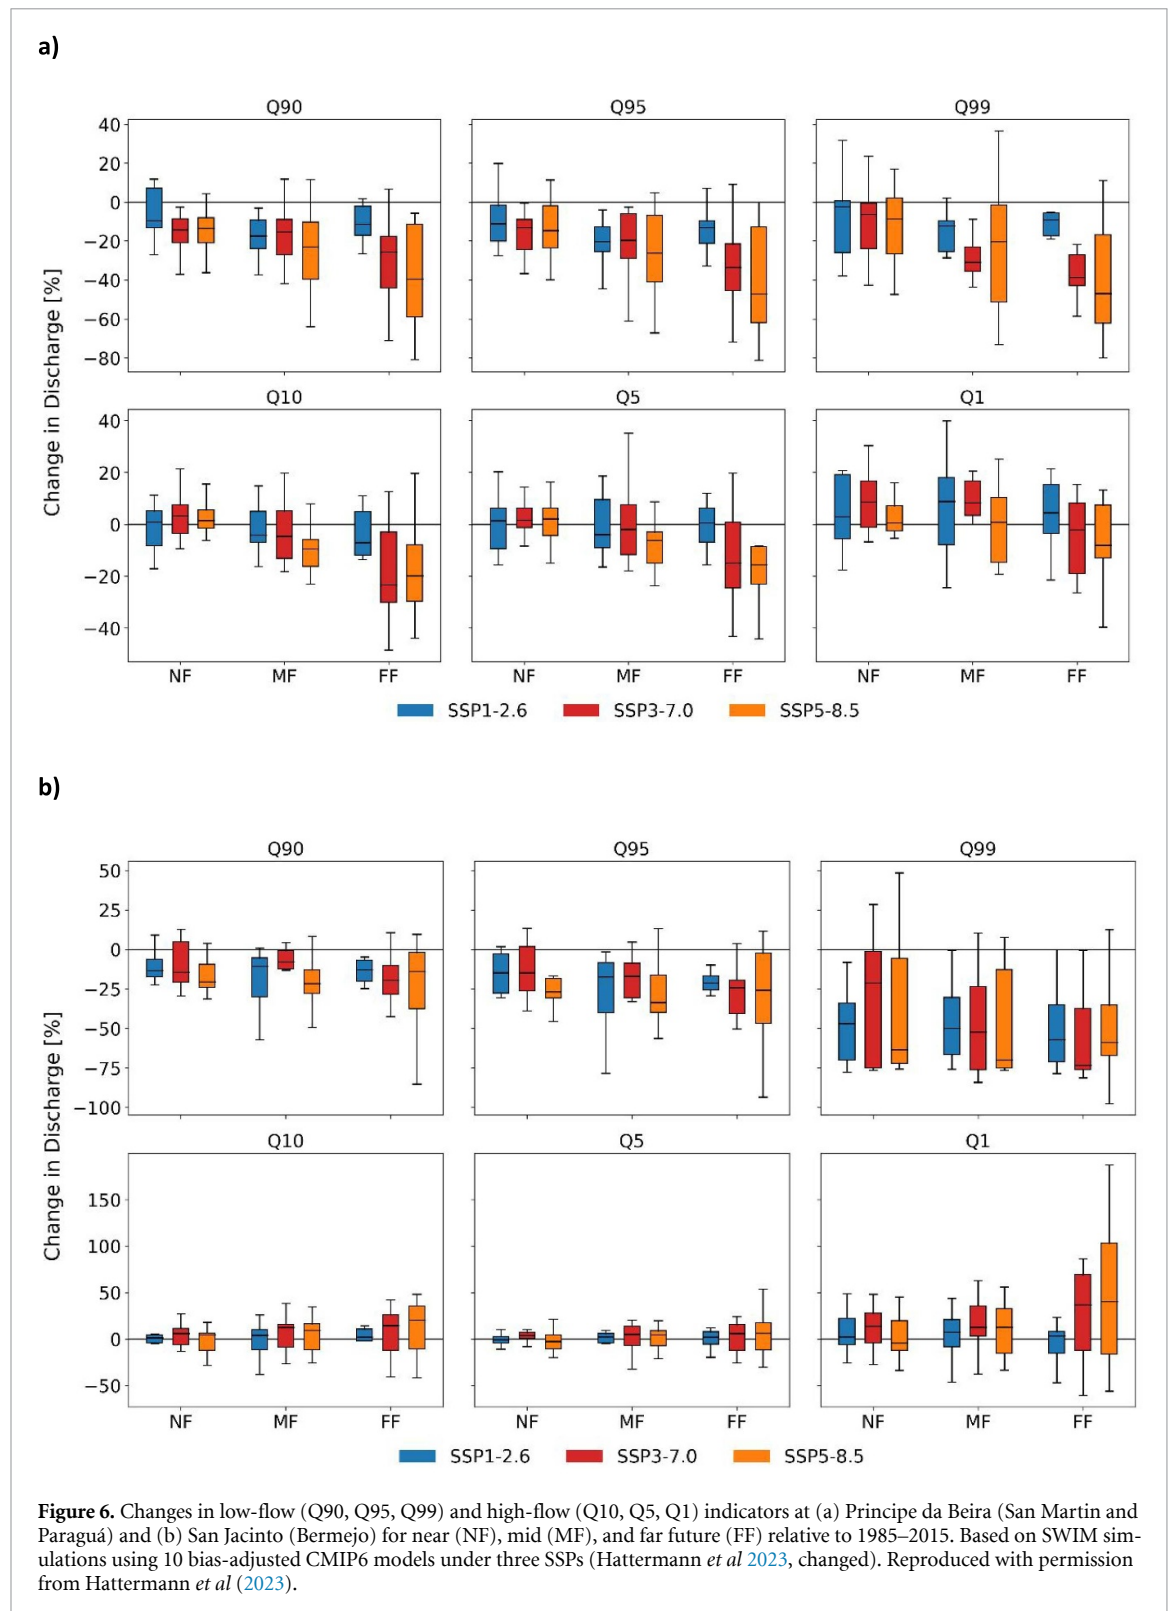 a)
Q90 Q95 Q99
40
20
0
−20
−40
−60
−80
Q10 Q5 Q1
40
20
0
−20
−40
Change in Discharge [%]
NF MF FF NF MF FF NF MF FF
SSP1-2.6 SSP3-7.0 SSP5-8.5
b)
Q90 Q95 Q99
50
25
0
−25
−50
−75
−100
Q10 Q5 Q1
150
100
50
0
−50
Change in Discharge [%]
NF MF FF NF MF FF NF MF FF
SSP1-2.6 SSP3-7.0 SSP5-8.5
Figure 6. Changes in low-flow (Q90, Q95, Q99) and high-flow (Q10, Q5, Q1) indicators at (a) Principe da Beira (San Martin and
Paraguá) and (b) San Jacinto (Bermejo) for near (NF), mid (MF), and far future (FF) relative to 1985–2015. Based on SWIM sim-
ulations using 10 bias-adjusted CMIP6 models under three SSPs (Hattermann et al 2023, changed). Reproduced with permission
from Hattermann et al (2023).